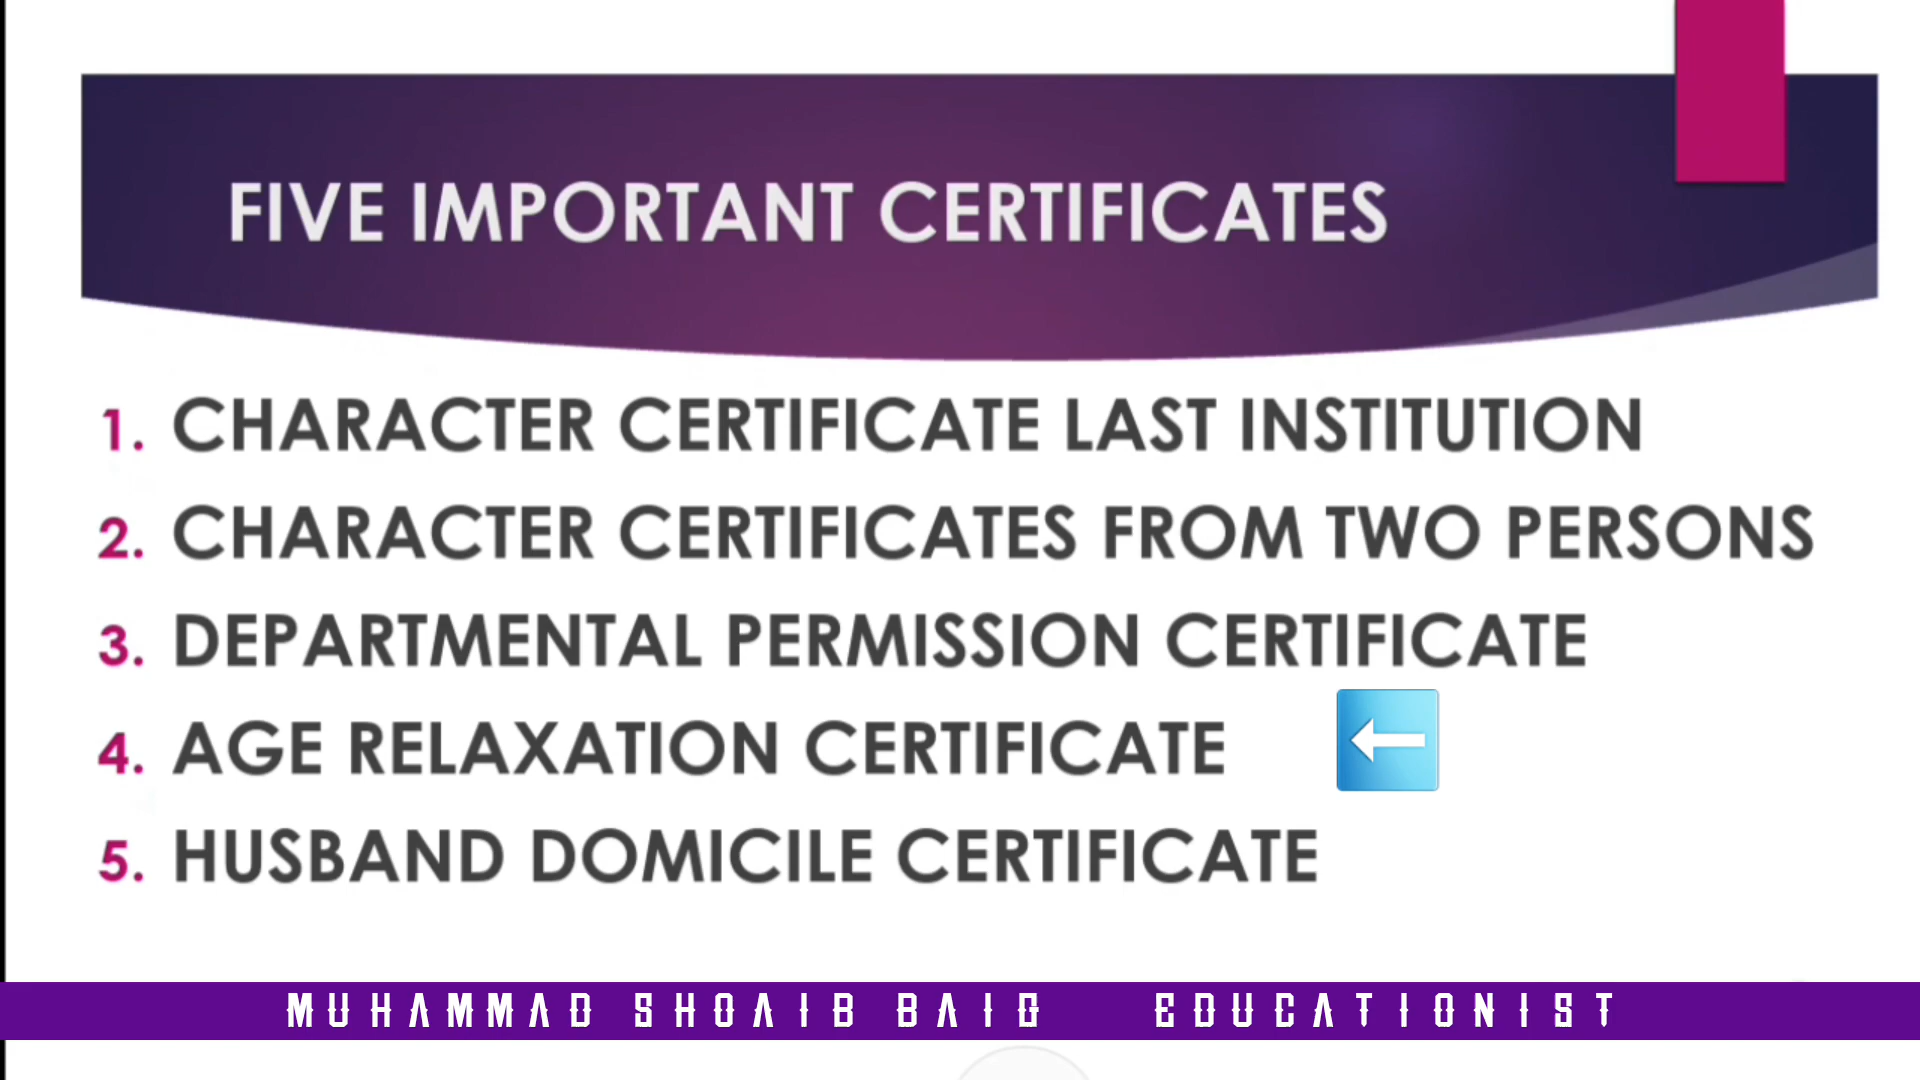 FIVE IMPORTANT CERTIFICATES
1. CHARACTER CERTIFICATE LAST INSTITUTION
2. CHARACTER CERTIFICATES FROM TWO PERSONS
3. DEPARTMENTAL PERMISSION CERTIFICATE
4. AGE RELAXATION CERTIFICATE
5. HUSBAND DOMICILE CERTIFICATE
MUHAMMAD SHOAIB BAIG EDUCATIONIST